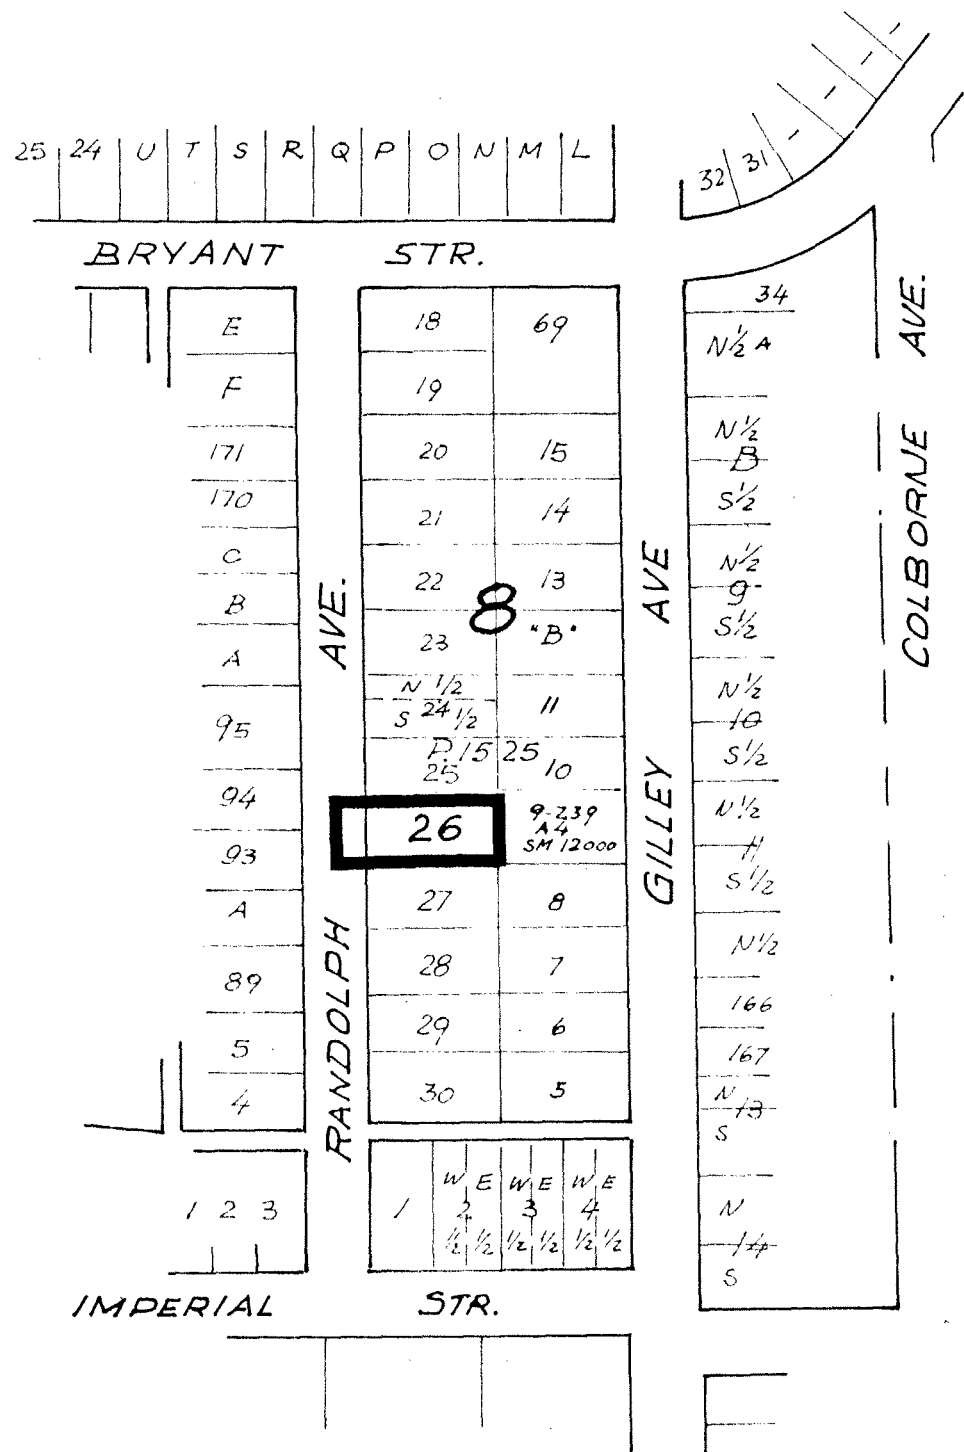 25 24 U T S R Q P O N M L
32 31
BRYANT STR.
34
E 18 69
N½ A
F 19
N½
171 20 15
B
170 S½
21 14
C 22 13
N½
9
8
B
S½
23 "B"
A
N 1/2
N½
S 24 1/2
11
10
95
P. 15 25
S½
25 10
94
N½
9-239
A 4
SM 12000
26
11
93
S½
A 27 8
N½
28 7
89
166
29 6
5
167
30 5
4
N
13
S
RANDOLPH AVE.
GILLEY AVE
COLBORNE AVE.
W E W E W E
1 2 3
1 2 3 4
N
½ ½ ½ ½ ½ ½
14
S
IMPERIAL STR.